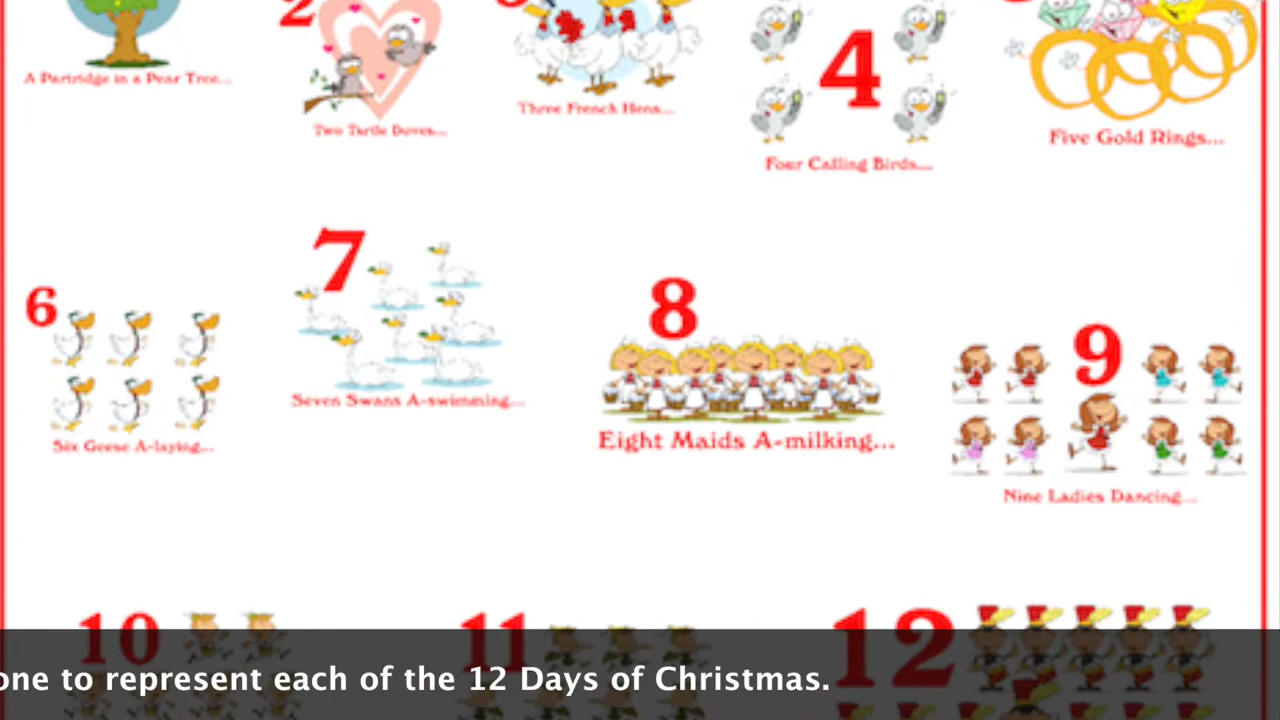 2
A Partridge in a Pear Tree...
Two Turtle Doves...
Three French Hens...
4
Four Calling Birds...
Five Gold Rings...
6
Six Geese A-laying...
7
Seven Swans A-swimming...
8
Eight Maids A-milking...
9
Nine Ladies Dancing...
10
11
12
one to represent each of the 12 Days of Christmas.